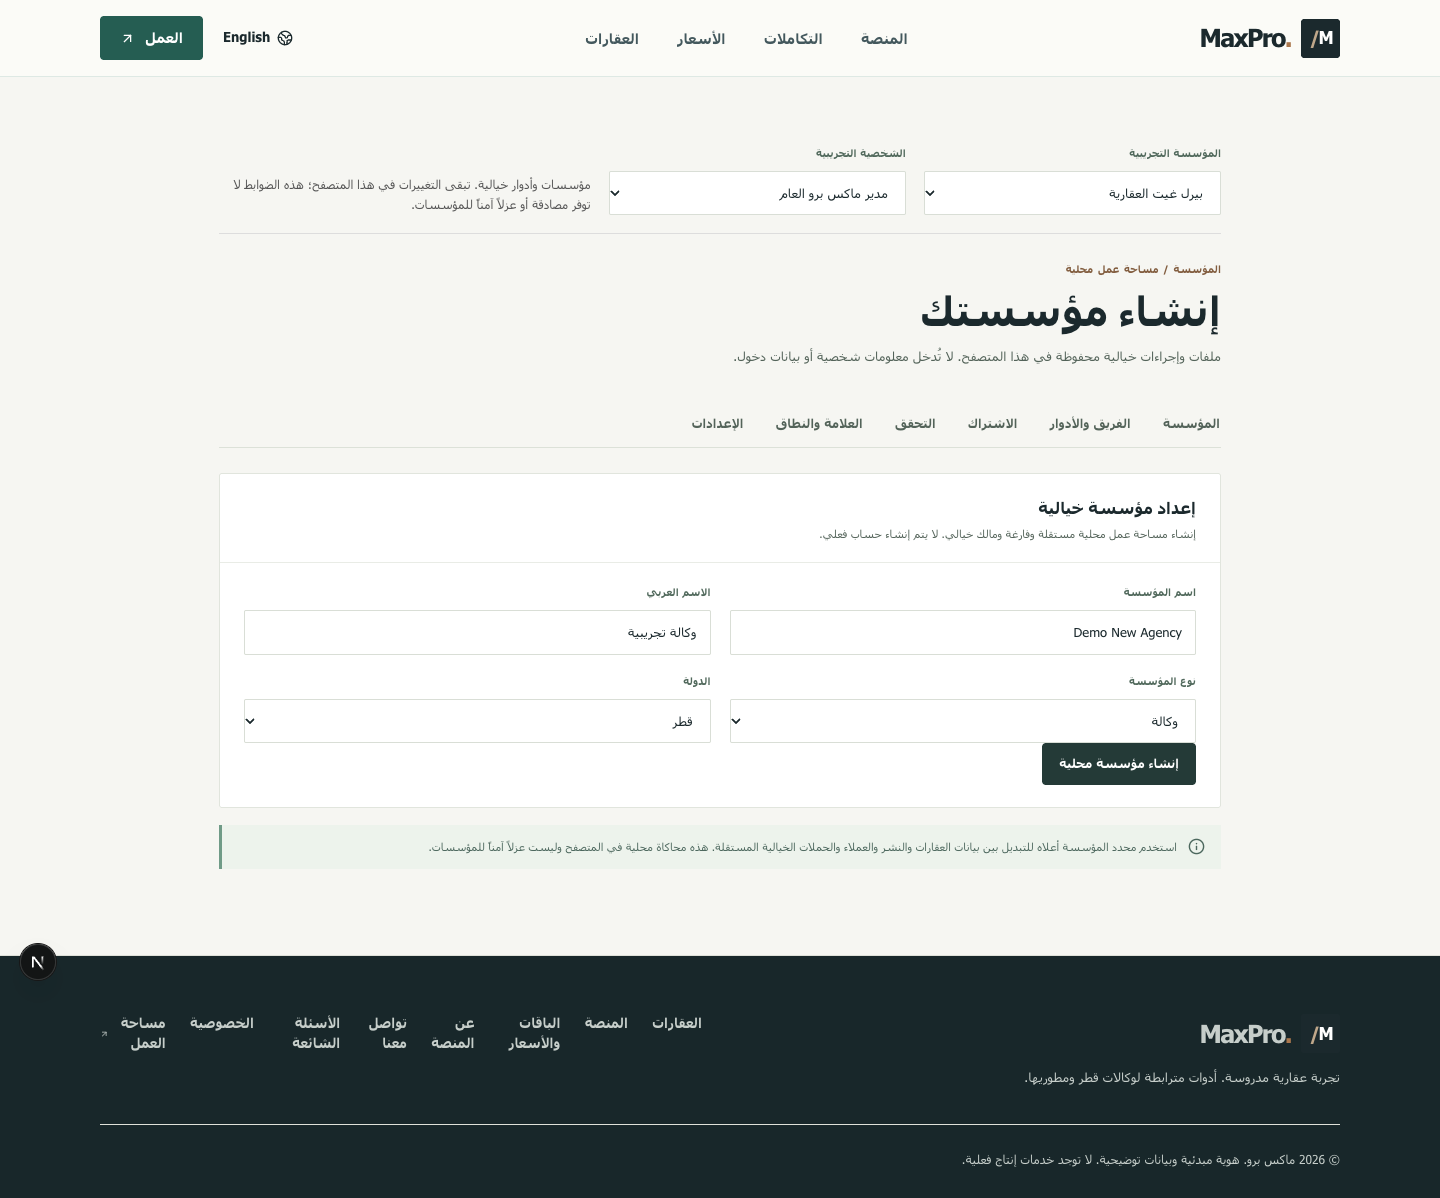 M/
MaxPro.
المنصة
التكاملات
الأسعار
العقارات
English
العمل
المؤسسة التجريبية
بيرل غيت العقارية
الشخصية التجريبية
مدير ماكس برو العام
مؤسسات وأدوار خيالية. تبقى التغييرات في هذا المتصفح؛ هذه الضوابط لا
توفر مصادقة أو عزلاً آمناً للمؤسسات.
المؤسسة / مساحة عمل محلية
إنشاء مؤسستك
ملفات وإجراءات خيالية محفوظة في هذا المتصفح. لا تُدخل معلومات شخصية أو بيانات دخول.
المؤسسة
الفريق والأدوار
الاشتراك
التحقق
العلامة والنطاق
الإعدادات
إعداد مؤسسة خيالية
إنشاء مساحة عمل محلية مستقلة وفارغة ومالك خيالي. لا يتم إنشاء حساب فعلي.
اسم المؤسسة
Demo New Agency
الاسم العربي
وكالة تجريبية
نوع المؤسسة
وكالة
الدولة
قطر
إنشاء مؤسسة محلية
استخدم محدد المؤسسة أعلاه للتبديل بين بيانات العقارات والنشر والعملاء والحملات الخيالية المستقلة. هذه محاكاة محلية في المتصفح وليست عزلاً آمناً للمؤسسات.
N
M/
MaxPro.
تجربة عقارية مدروسة. أدوات مترابطة لوكالات قطر ومطوريها.
العقارات
المنصة
الباقات
والأسعار
عن
المنصة
تواصل
معنا
الأسئلة
الشائعة
الخصوصية
مساحة
العمل
© 2026 ماكس برو. هوية مبدئية وبيانات توضيحية. لا توجد خدمات إنتاج فعلية.